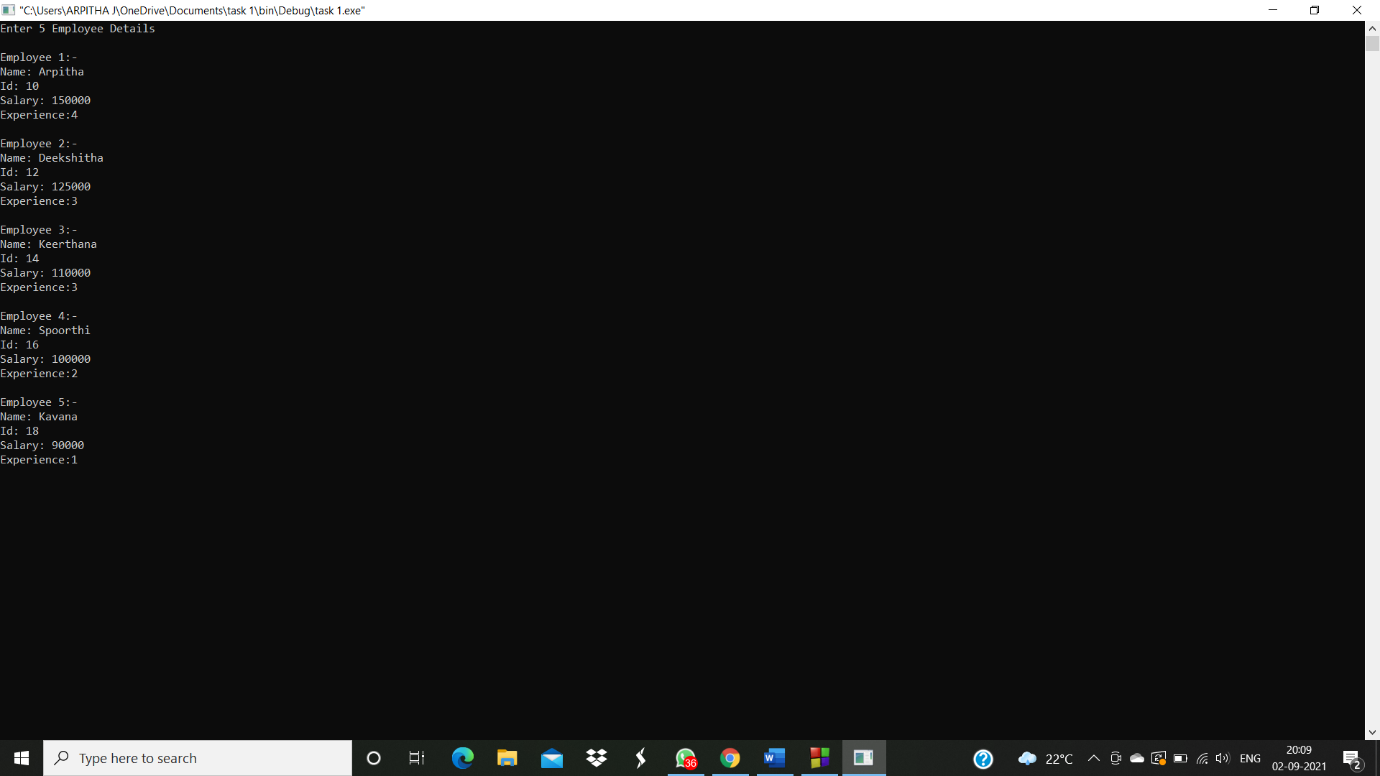 "C:\Users\ARPITHA J\OneDrive\Documents\task 1\bin\Debug\task 1.exe"
Enter 5 Employee Details
Employee 1:-
Name: Arpitha
Id: 10
Salary: 150000
Experience:4
Employee 2:-
Name: Deekshitha
Id: 12
Salary: 125000
Experience:3
Employee 3:-
Name: Keerthana
Id: 14
Salary: 110000
Experience:3
Employee 4:-
Name: Spoorthi
Id: 16
Salary: 100000
Experience:2
Employee 5:-
Name: Kavana
Id: 18
Salary: 90000
Experience:1
Type here to search
36
W
?
22°C
ENG
20:09
02-09-2021
2